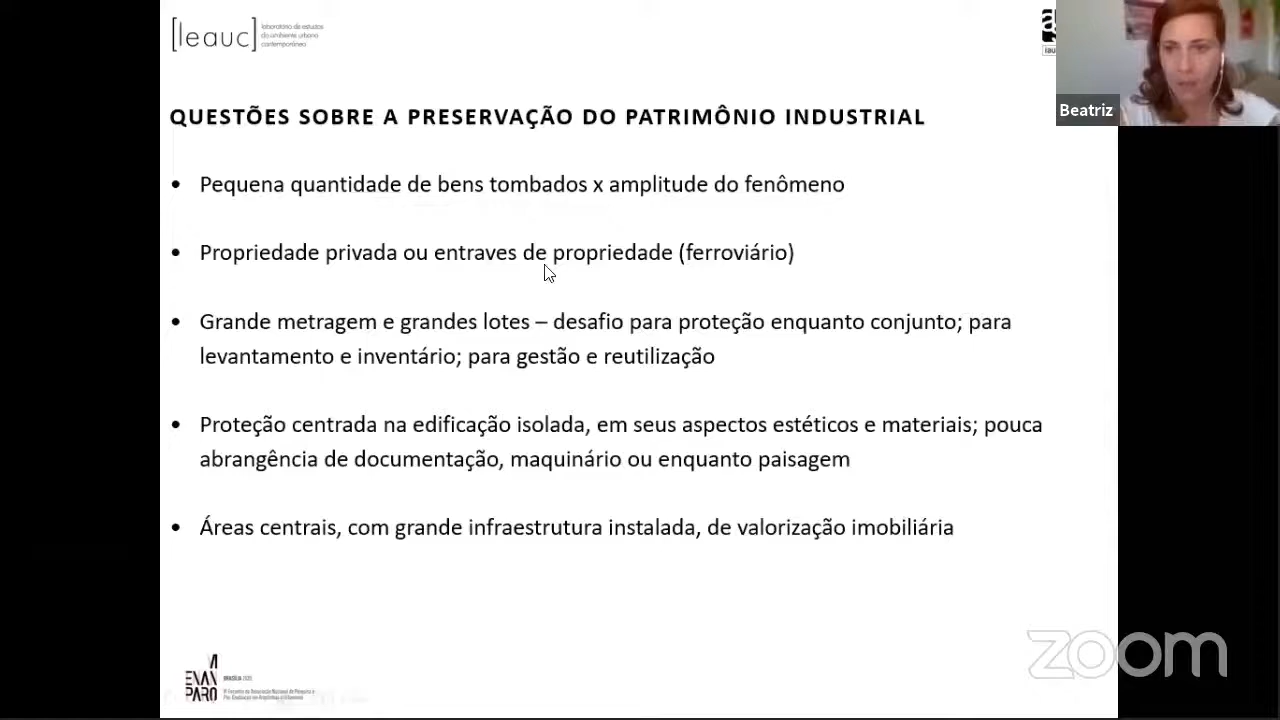 [leauc]
laboratório de estudos
do ambiente urbano
contemporâneo
Beatriz
QUESTÕES SOBRE A PRESERVAÇÃO DO PATRIMÔNIO INDUSTRIAL
• Pequena quantidade de bens tombados x amplitude do fenômeno
• Propriedade privada ou entraves de propriedade (ferroviário)
• Grande metragem e grandes lotes – desafio para proteção enquanto conjunto; para
levantamento e inventário; para gestão e reutilização
• Proteção centrada na edificação isolada, em seus aspectos estéticos e materiais; pouca
abrangência de documentação, maquinário ou enquanto paisagem
• Áreas centrais, com grande infraestrutura instalada, de valorização imobiliária
zoom
VI
ENAN
PARQ
BRASÍLIA